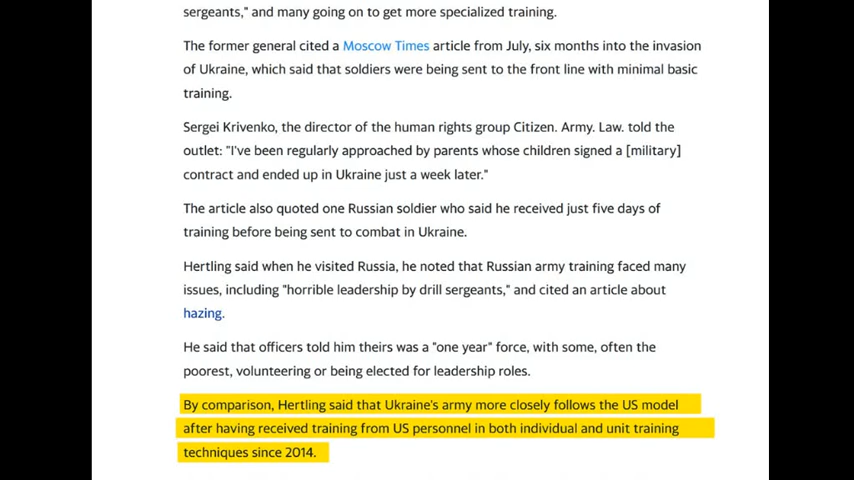 sergeants," and many going on to get more specialized training.
The former general cited a Moscow Times article from July, six months into the invasion
of Ukraine, which said that soldiers were being sent to the front line with minimal basic
training.
Sergei Krivenko, the director of the human rights group Citizen. Army. Law. told the
outlet: "I've been regularly approached by parents whose children signed a [military]
contract and ended up in Ukraine just a week later."
The article also quoted one Russian soldier who said he received just five days of
training before being sent to combat in Ukraine.
Hertling said when he visited Russia, he noted that Russian army training faced many
issues, including "horrible leadership by drill sergeants," and cited an article about
hazing.
He said that officers told him theirs was a "one year" force, with some, often the
poorest, volunteering or being elected for leadership roles.
By comparison, Hertling said that Ukraine's army more closely follows the US model
after having received training from US personnel in both individual and unit training
techniques since 2014.